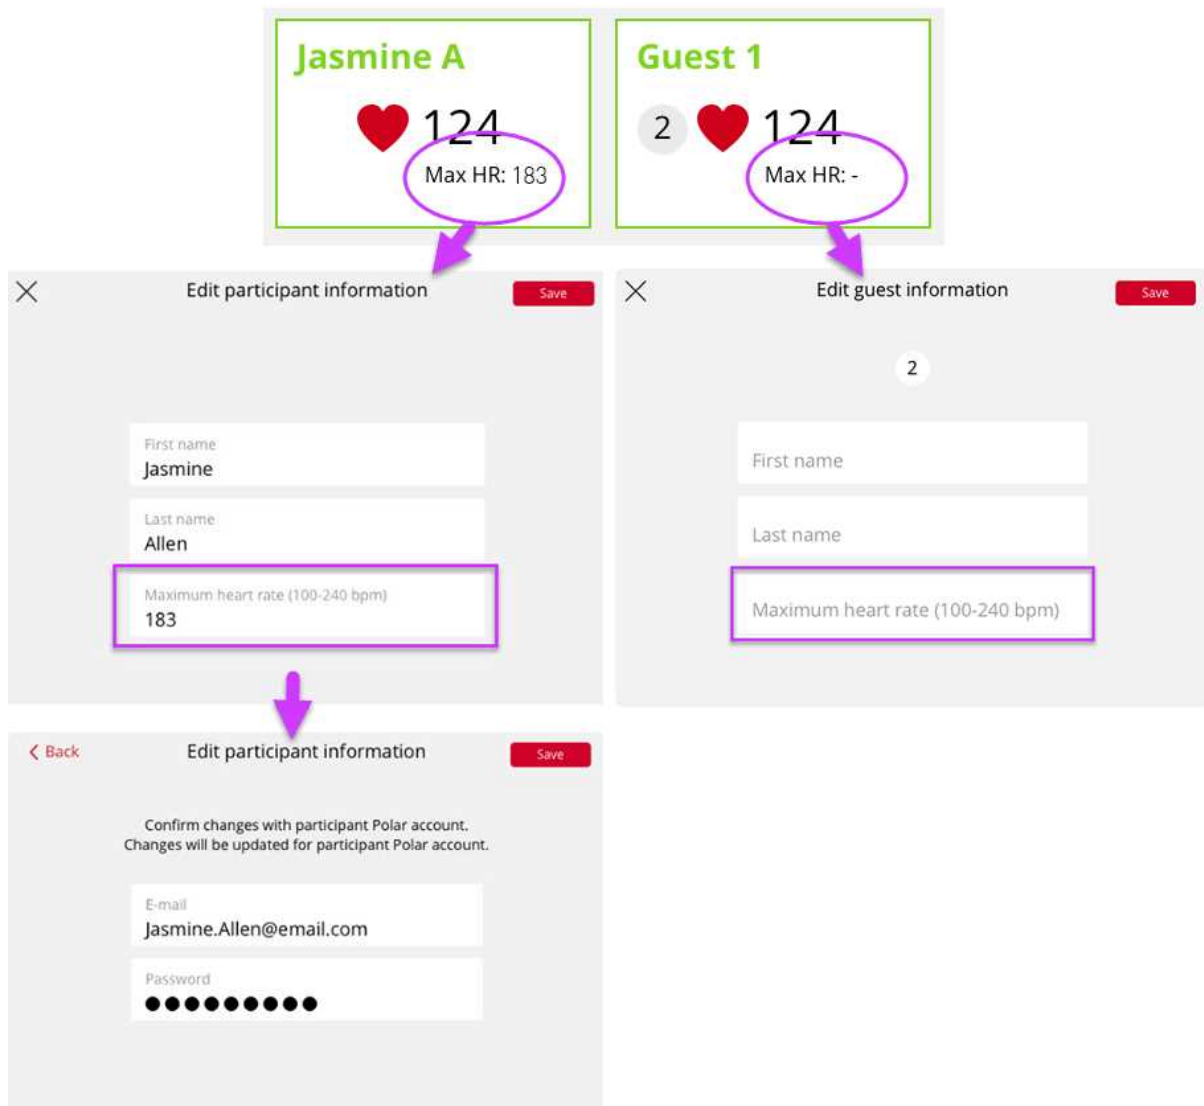 Jasmine A
124
Max HR: 183
Guest 1
2
124
Max HR: -
Edit participant information
Save
First name
Jasmine
Last name
Allen
Maximum heart rate (100-240 bpm)
183
Edit guest information
Save
2
First name
Last name
Maximum heart rate (100-240 bpm)
Back
Edit participant information
Save
Confirm changes with participant Polar account.
Changes will be updated for participant Polar account.
E-mail
Jasmine.Allen@email.com
Password